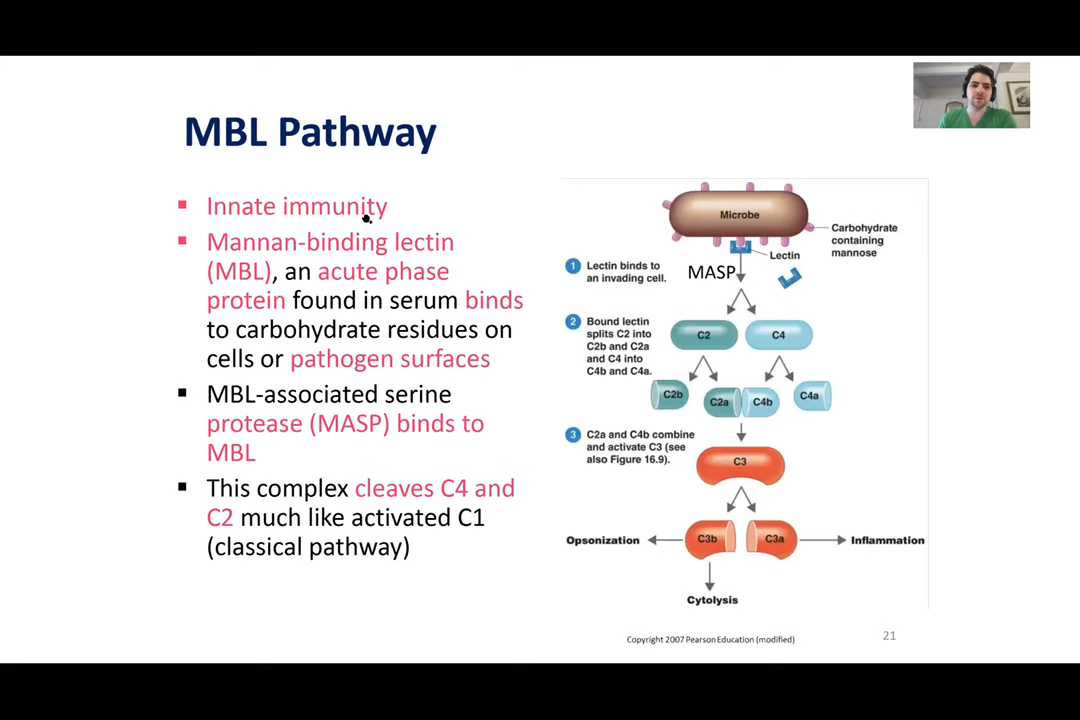 MBL Pathway
Innate immunity
Mannan-binding lectin
(MBL), an acute phase
protein found in serum binds
to carbohydrate residues on
cells or pathogen surfaces
MBL-associated serine
protease (MASP) binds to
MBL
This complex cleaves C4 and
C2 much like activated C1
(classical pathway)
Microbe
Carbohydrate
containing
mannose
Lectin
1 Lectin binds to
an invading cell.
MASP
2 Bound lectin
splits C2 into
C2b and C2a
and C4 into
C4b and C4a.
C2
C4
C2b
C2a
C4b
C4a
3 C2a and C4b combine
and activate C3 (see
also Figure 16.9).
C3
Opsonization
C3b
C3a
Inflammation
Cytolysis
Copyright 2007 Pearson Education (modified)
21